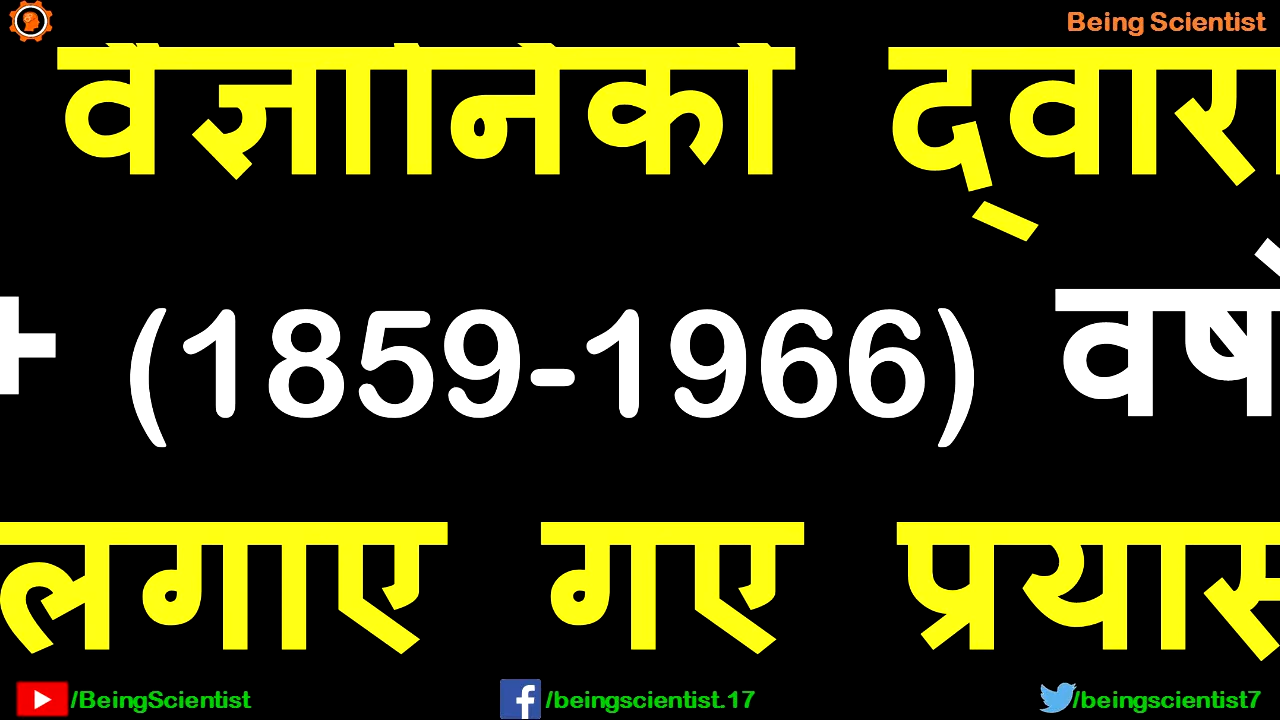 Being Scientist
वैज्ञानिकों द्‌वारा
+ (1859-1966)
लगाए गए प्रयास
/BeingScientist /beingscientist.17 /beingscientist7